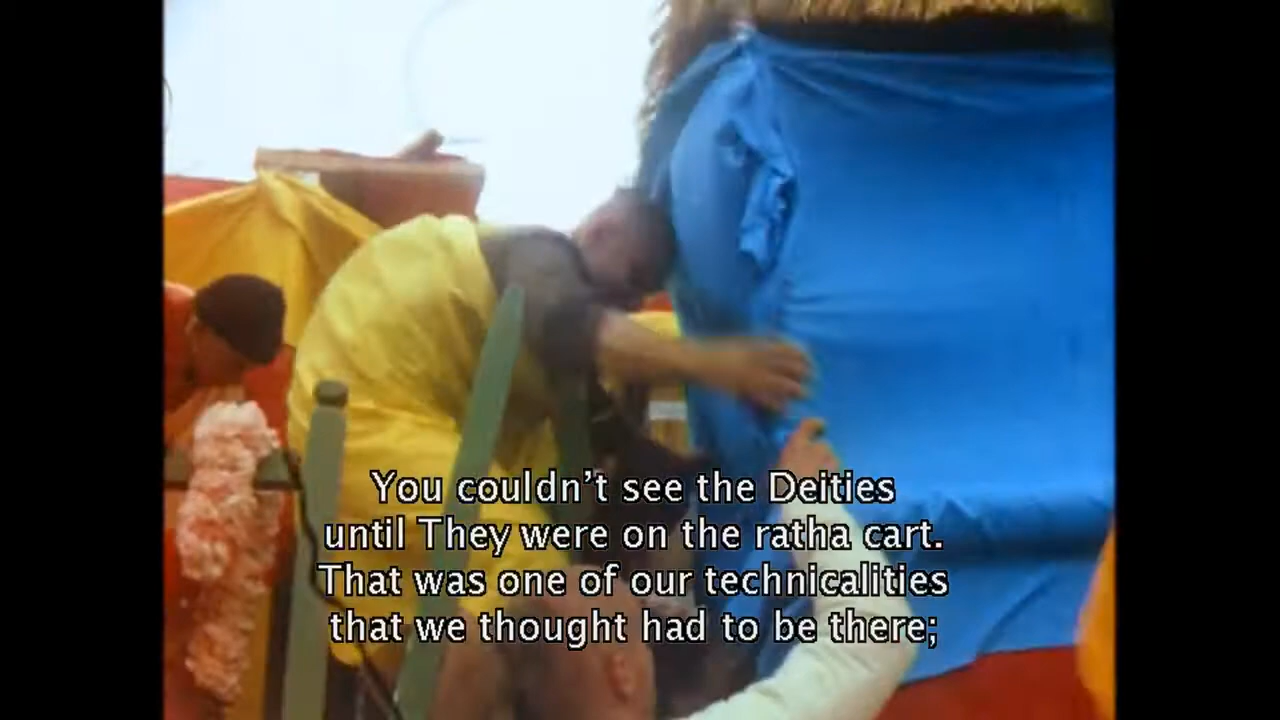 You couldn’t see the Deities
until They were on the ratha cart.
That was one of our technicalities
that we thought had to be there;